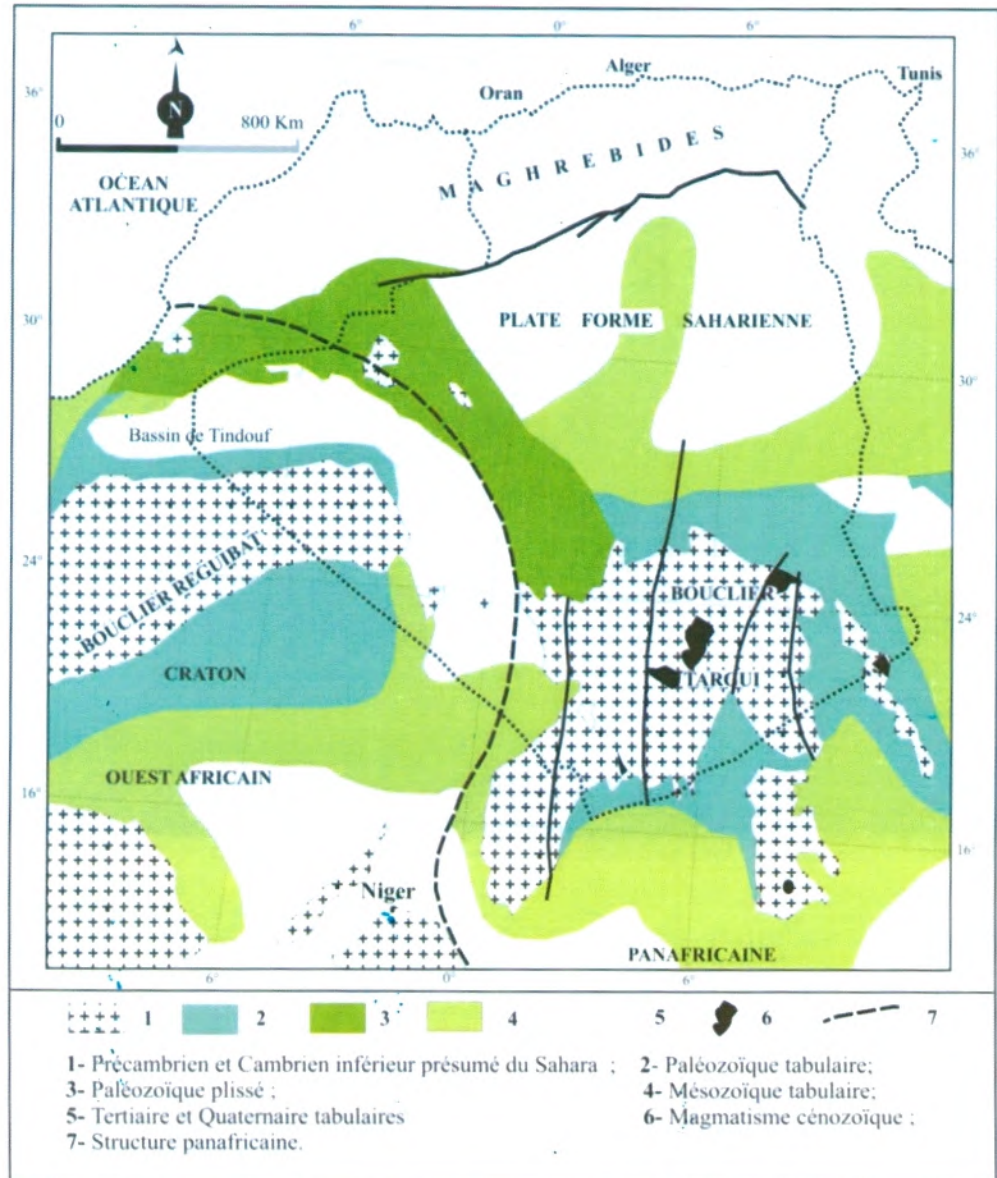 6° 0° 6°
36°
Alger
Tunis
Oran
N
0 800 Km
36°
MAGHREBIDES
OCEAN
ATLANTIQUE
30°
PLATE FORME SAHARIENNE
30°
Bassin de Tindouf
24°
BOUCLIER REGUIBAT
BOUCLIER
24°
CRATON
TARGUI
OUEST AFRICAIN
16°
16°
Niger
PANAFRICAINE
6° 0° 6°
1 2 3 4 5 6 7
1- Précambrien et Cambrien inférieur présumé du Sahara ; 2- Paléozoïque tabulaire;
3- Paléozoïque plissé ; 4- Mésozoïque tabulaire;
5- Tertiaire et Quaternaire tabulaires 6- Magmatisme cénozoïque ;
7- Structure panafricaine.